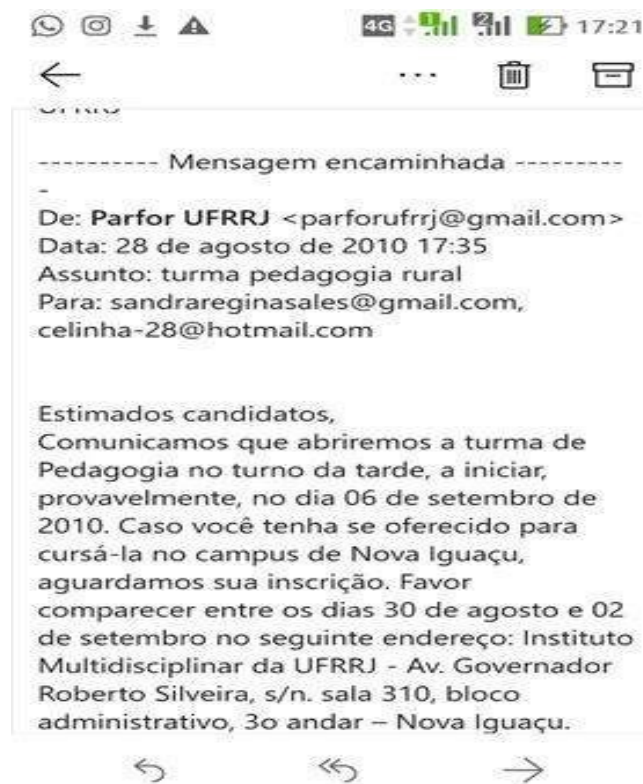 4G 1 2 17:21
...
UFRRJ
---------- Mensagem encaminhada ---------
-
De: Parfor UFRRJ <parforufrrj@gmail.com>
Data: 28 de agosto de 2010 17:35
Assunto: turma pedagogia rural
Para: sandrareginasales@gmail.com,
celinha-28@hotmail.com
Estimados candidatos,
Comunicamos que abriremos a turma de
Pedagogia no turno da tarde, a iniciar,
provavelmente, no dia 06 de setembro de
2010. Caso você tenha se oferecido para
cursá-la no campus de Nova Iguaçu,
aguardamos sua inscrição. Favor
comparecer entre os dias 30 de agosto e 02
de setembro no seguinte endereço: Instituto
Multidisciplinar da UFRRJ - Av. Governador
Roberto Silveira, s/n. sala 310, bloco
administrativo, 3o andar – Nova Iguaçu.